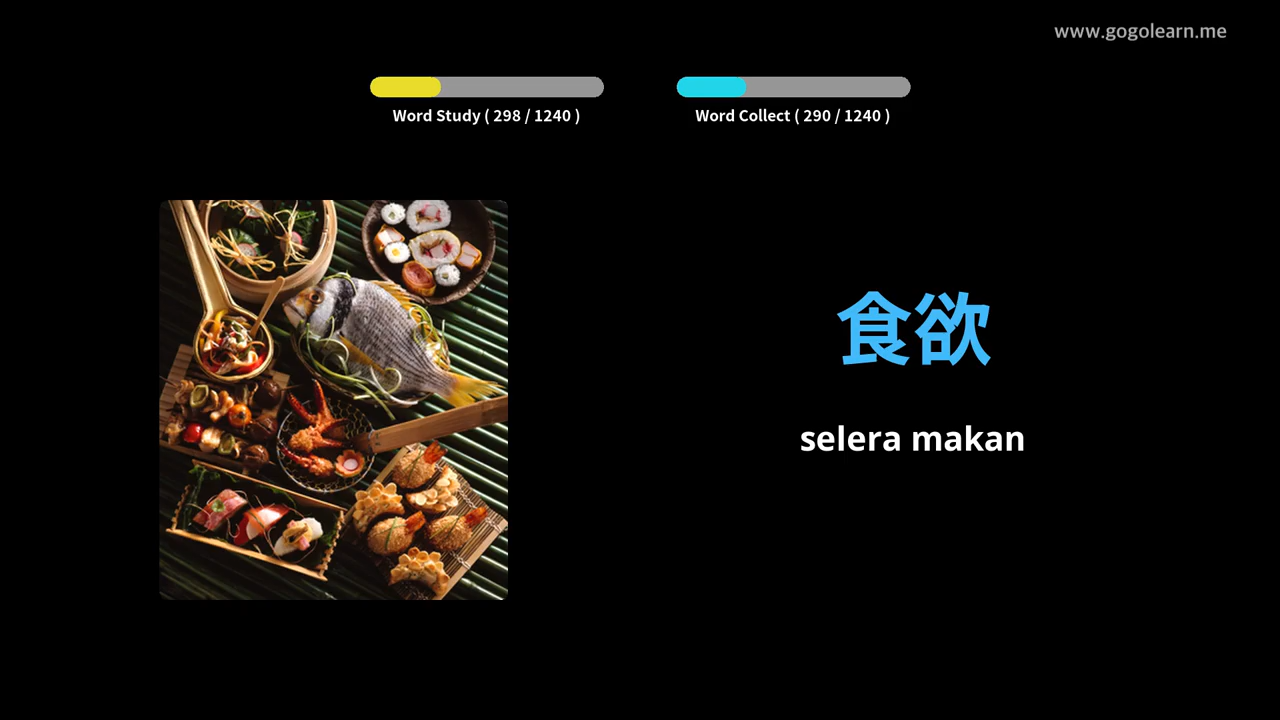 www.gogolearn.me
Word Study ( 298 / 1240 )
Word Collect ( 290 / 1240 )
食欲
selera makan